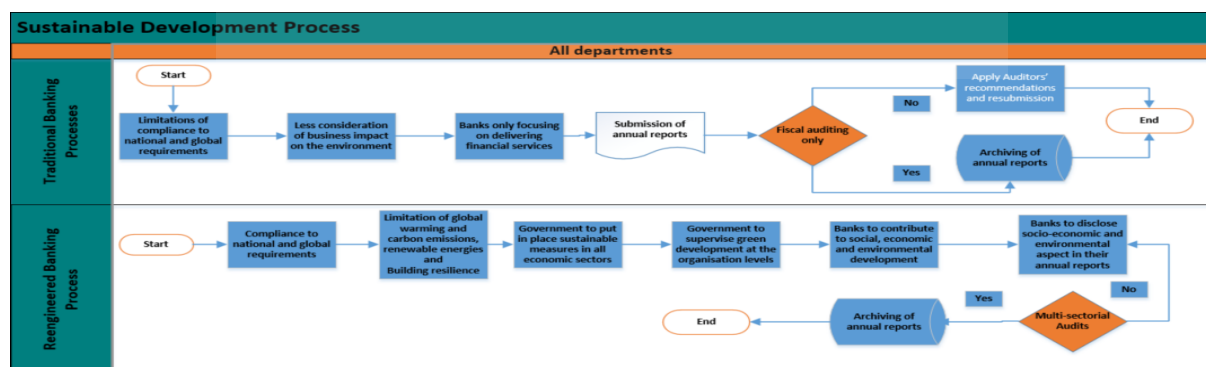 Sustainable Development Process
All departments
Traditional Banking
Processes
Start
Limitations of
compliance to
national and global
requirements
Less consideration
of business impact
on the environment
Banks only focusing
on delivering
financial services
Submission of
annual reports
Fiscal auditing
only
No
Apply Auditors'
recommendations
and resubmission
Yes
Archiving of
annual reports
End
Reengineered Banking
Process
Start
Compliance to
national and global
requirements
Limitation of global
warming and
carbon emissions,
renewable energies
and
Building resilience
Government to put
in place sustainable
measures in all
economic sectors
Government to
supervise green
development at the
organisation levels
Banks to contribute
to social, economic
and environmental
development
Banks to disclose
socio-economic and
environmental
aspect in their
annual reports
No
Yes
Multi-sectorial
Audits
Archiving of
annual reports
End